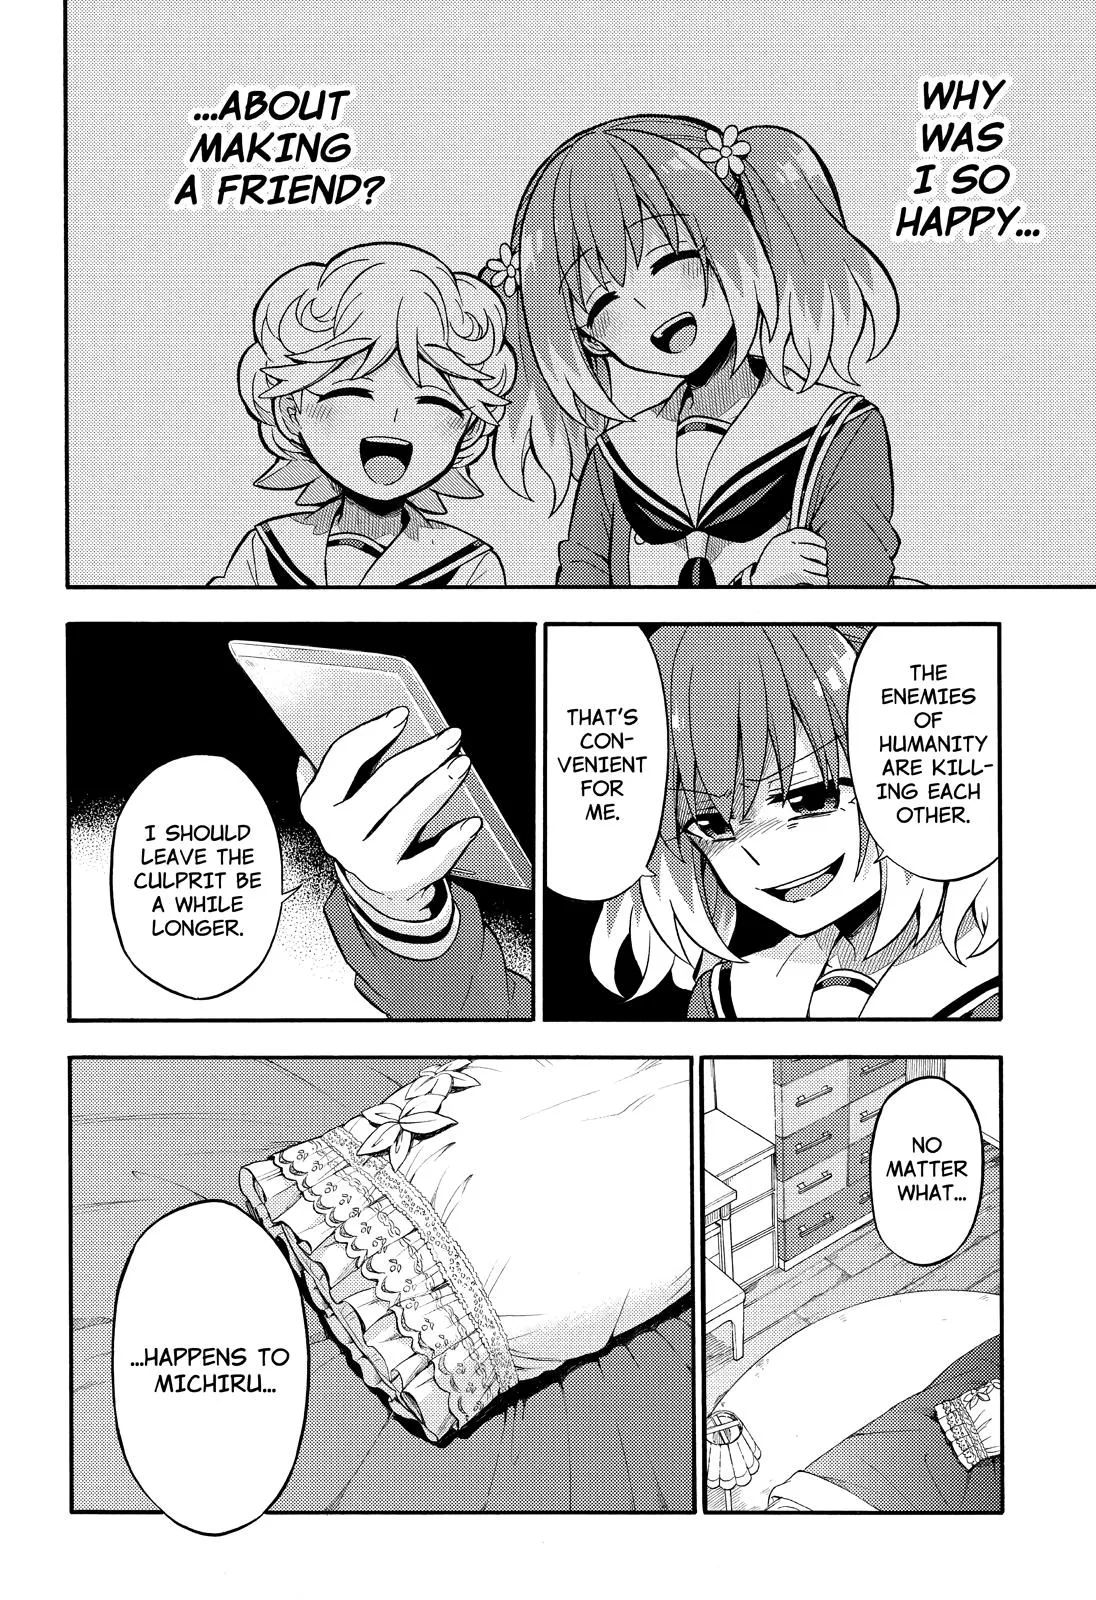 WHY
WAS
I SO
HAPPY...
...ABOUT
MAKING
A FRIEND?
THE
ENEMIES
OF
HUMANITY
ARE KILL-
ING EACH
OTHER.
THAT'S
CON-
VENIENT
FOR
ME.
I SHOULD
LEAVE THE
CULPRIT BE
A WHILE
LONGER.
NO
MATTER
WHAT...
...HAPPENS TO
MICHIRU...